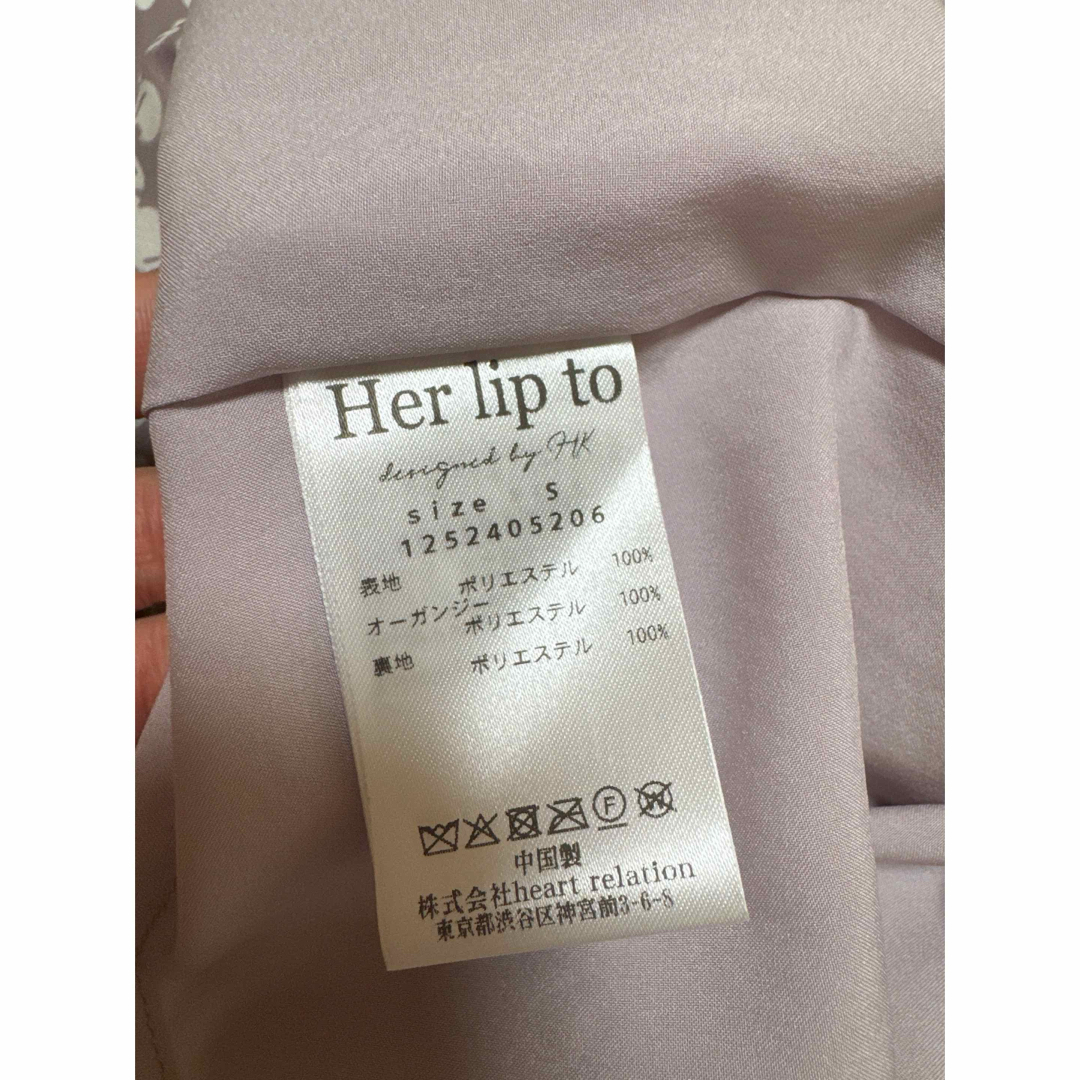 Her lip to
designed by HK
size S
1252405206
表地 ポリエステル 100%
オーガンジー ポリエステル 100%
裏地 ポリエステル 100%
F
W
中国製
株式会社heart relation
東京都渋谷区神宮前3-6-8